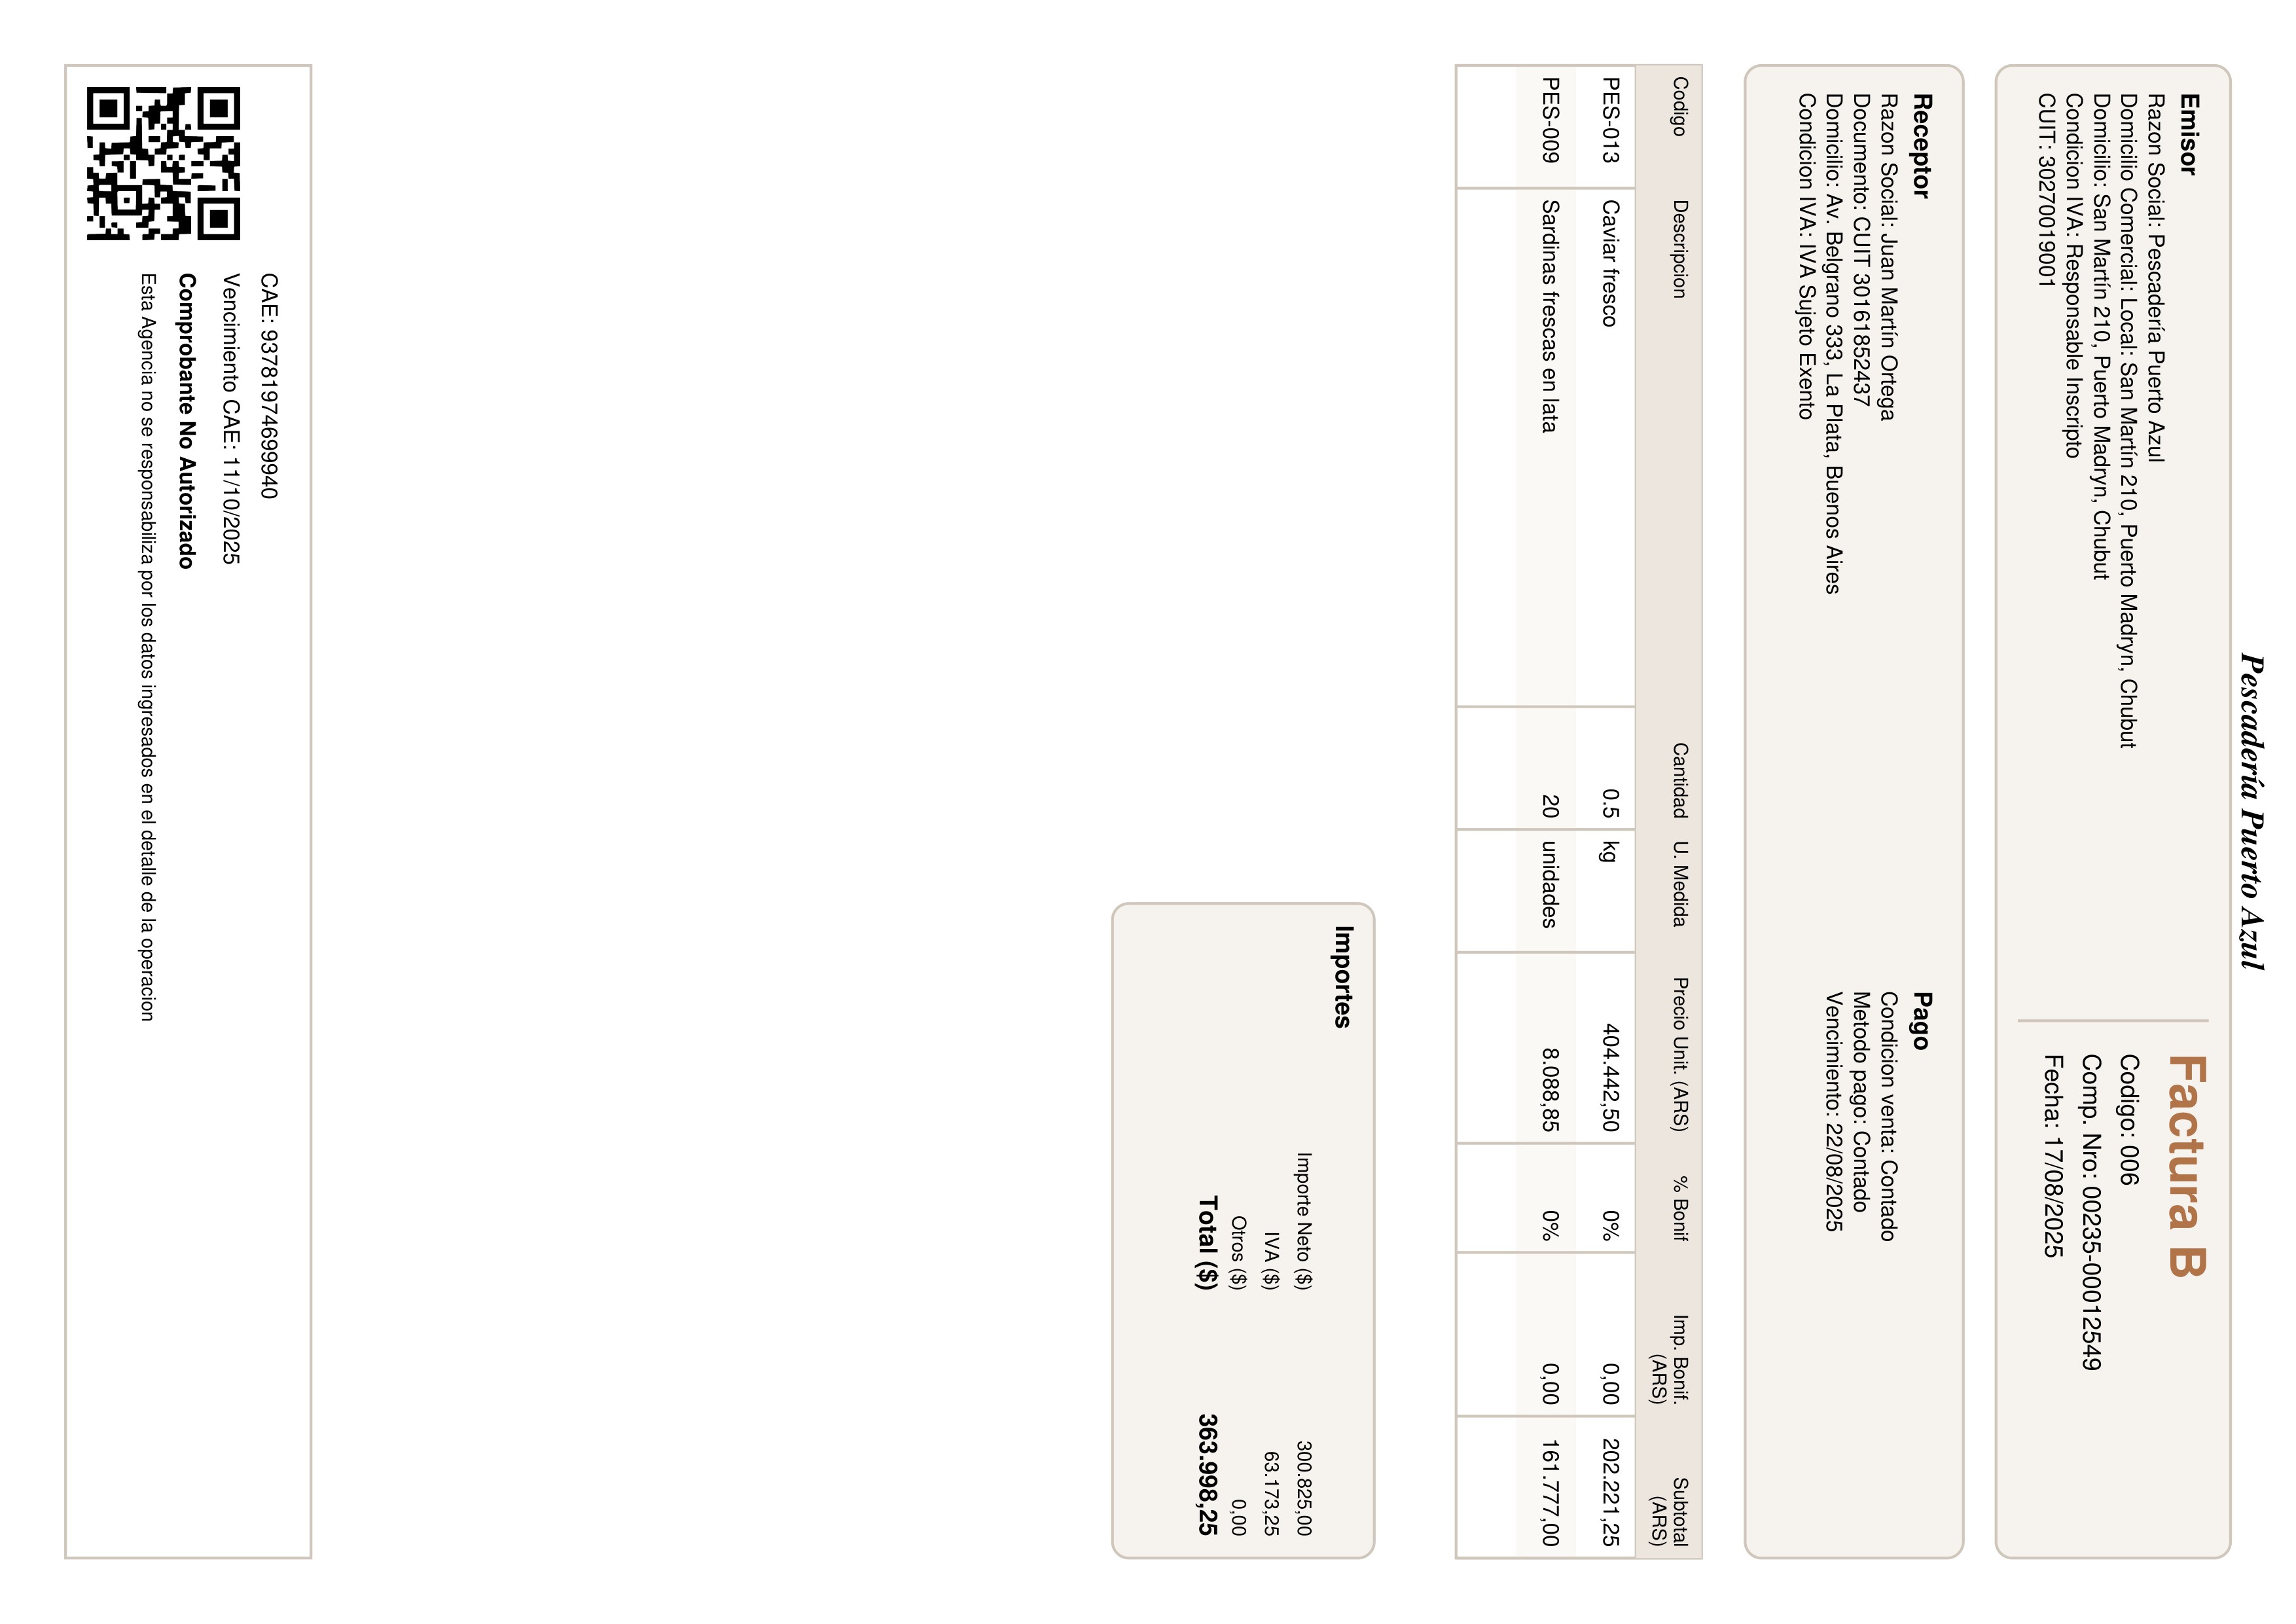 Pescadería Puerto Azul
Emisor
Razon Social: Pescadería Puerto Azul
Domicilio Comercial: Local: San Martín 210, Puerto Madryn, Chubut
Domicilio: San Martín 210, Puerto Madryn, Chubut
Condicion IVA: Responsable Inscripto
CUIT: 30270019001
Factura B
Codigo: 006
Comp. Nro: 00235-00012549
Fecha: 17/08/2025
Receptor
Razon Social: Juan Martín Ortega
Documento: CUIT 30161852437
Domicilio: Av. Belgrano 333, La Plata, Buenos Aires
Condicion IVA: IVA Sujeto Exento
Pago
Condicion venta: Contado
Metodo pago: Contado
Vencimiento: 22/08/2025
Codigo Descripcion Cantidad U. Medida Precio Unit. (ARS) % Bonif Imp. Bonif. (ARS) Subtotal (ARS)
PES-013 Caviar fresco 0.5 kg 404.442,50 0% 0,00 202.221,25
PES-009 Sardinas frescas en lata 20 unidades 8.088,85 0% 0,00 161.777,00
Importes
Importe Neto ($) 300.825,00
IVA ($) 63.173,25
Otros ($) 0,00
Total ($) 363.998,25
CAE: 93781974699940
Vencimiento CAE: 11/10/2025
Comprobante No Autorizado
Esta Agencia no se responsabiliza por los datos ingresados en el detalle de la operacion